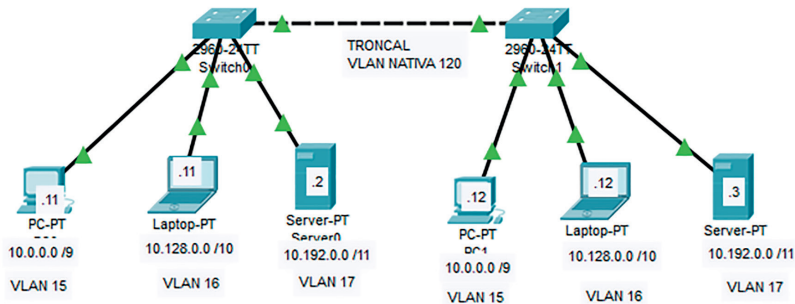 2960-24TT
Switch0
TRONCAL
VLAN NATIVA 120
2960-24TT
Switch1
.11
PC-PT
10.0.0.0 /9
VLAN 15
.11
Laptop-PT
10.128.0.0 /10
VLAN 16
.2
Server-PT
Server0
10.192.0.0 /11
VLAN 17
.12
PC-PT
PC1
10.0.0.0 /9
VLAN 15
.12
Laptop-PT
10.128.0.0 /10
VLAN 16
.3
Server-PT
10.192.0.0 /11
VLAN 17